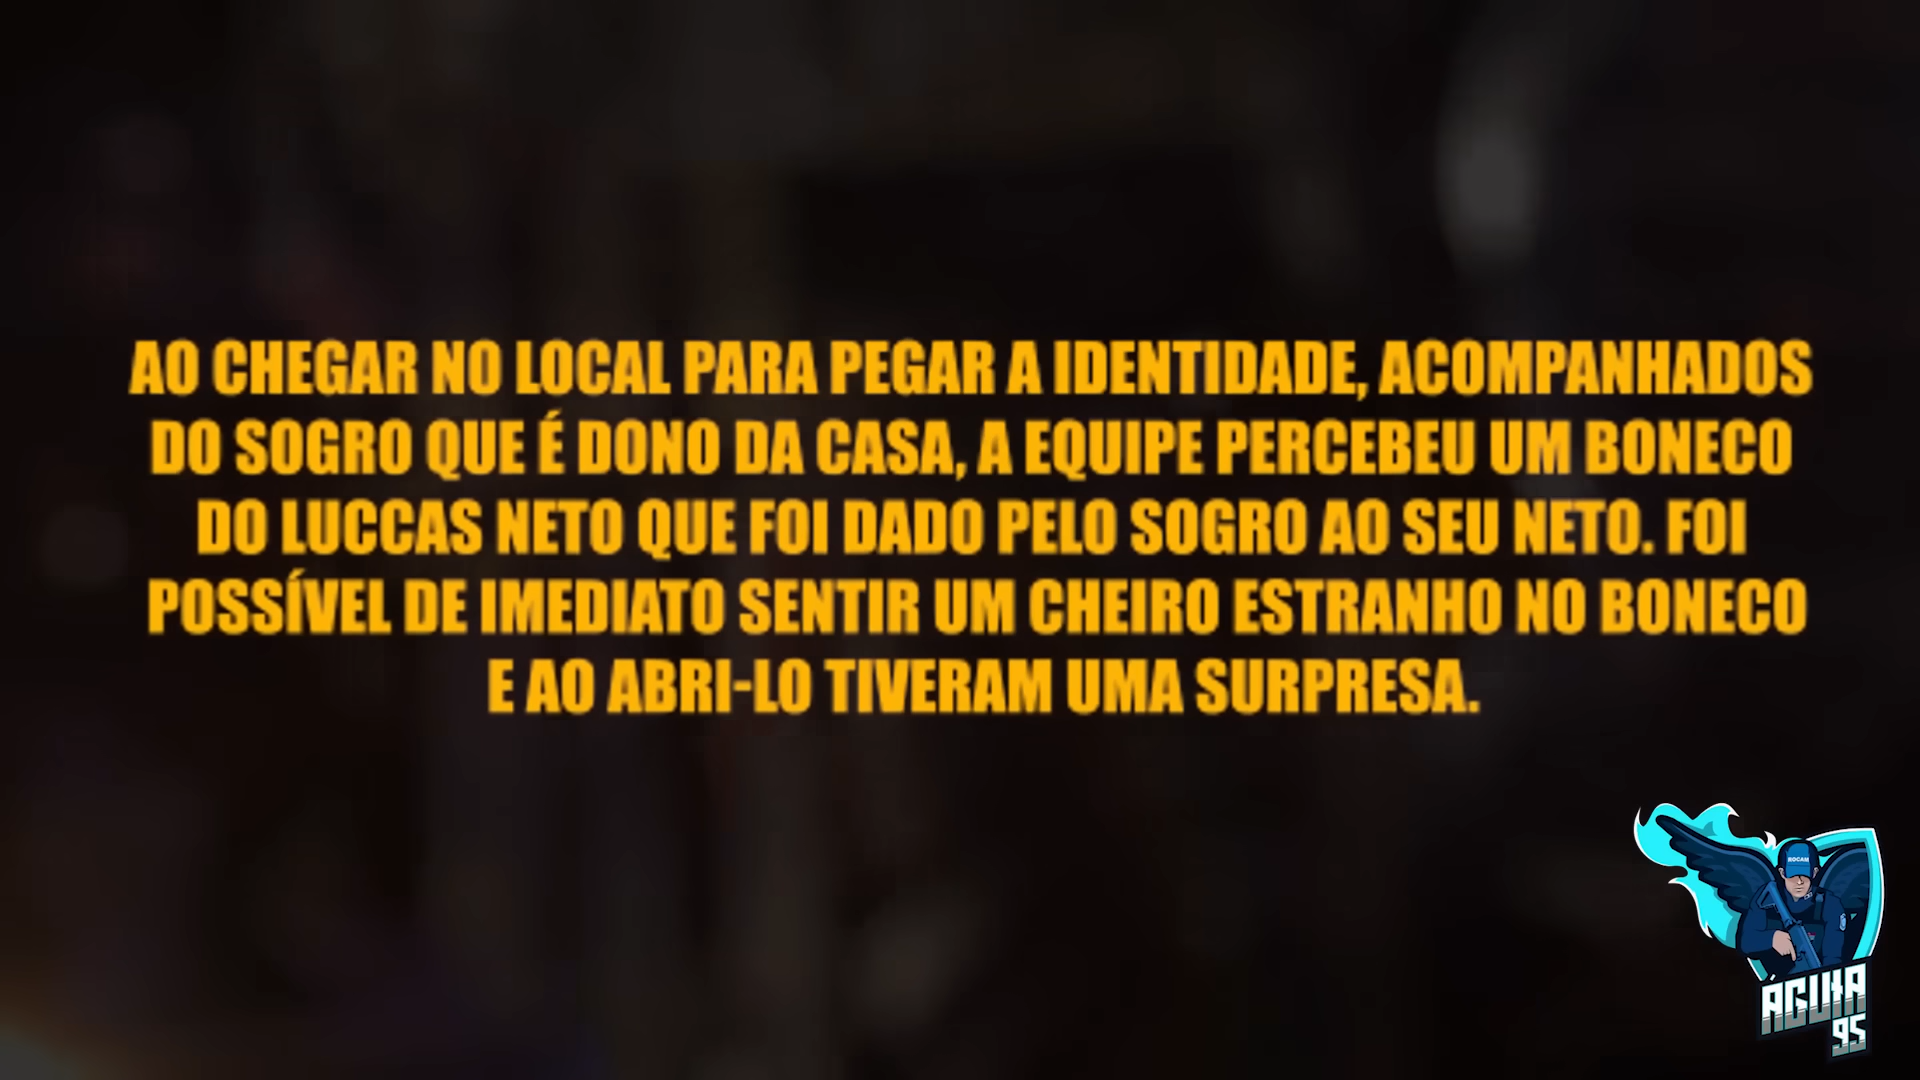 AO CHEGAR NO LOCAL PARA PEGAR A IDENTIDADE, ACOMPANHADOS
DO SOGRO QUE É DONO DA CASA, A EQUIPE PERCEBEU UM BONECO
DO LUCCAS NETO QUE FOI DADO PELO SOGRO AO SEU NETO. FOI
POSSÍVEL DE IMEDIATO SENTIR UM CHEIRO ESTRANHO NO BONECO
E AO ABRI-LO TIVERAM UMA SURPRESA.
ROCAM
ÁGUIA
95